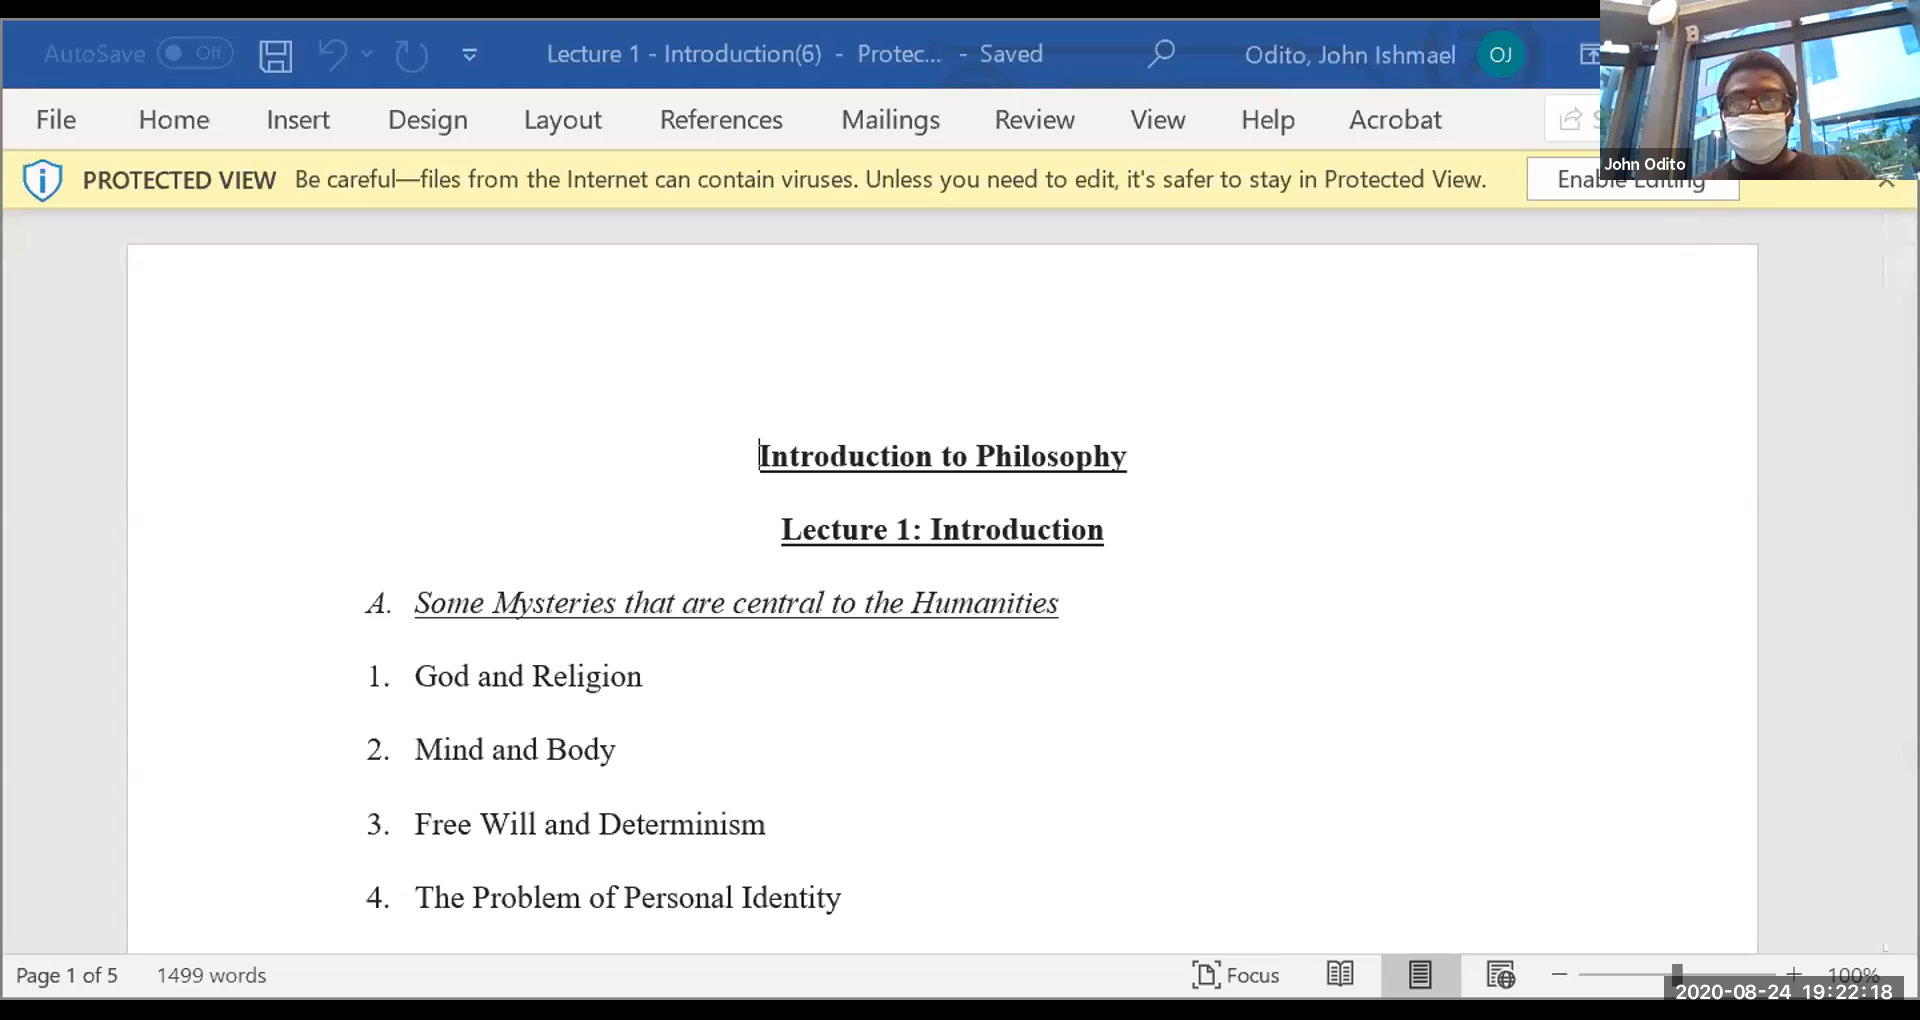 AutoSave Off Lecture 1 - Introduction(6) - Protec... - Saved Odito, John Ishmael OJ
File Home Insert Design Layout References Mailings Review View Help Acrobat
John Odito
PROTECTED VIEW Be careful—files from the Internet can contain viruses. Unless you need to edit, it's safer to stay in Protected View. Enable Editing
Introduction to Philosophy
Lecture 1: Introduction
A. Some Mysteries that are central to the Humanities
1. God and Religion
2. Mind and Body
3. Free Will and Determinism
4. The Problem of Personal Identity
Page 1 of 5 1499 words Focus 100%
2020-08-24 19:22:18